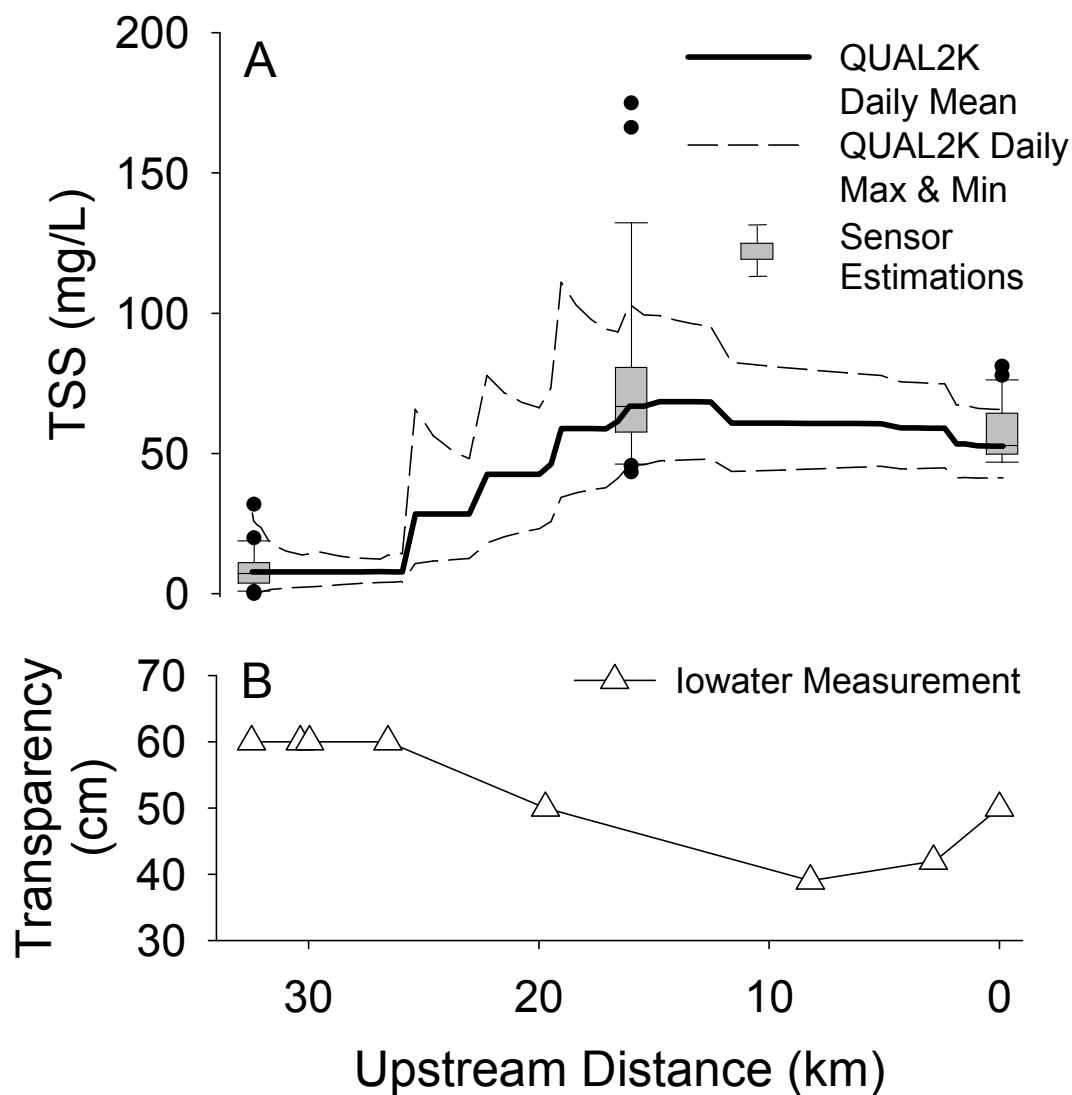 A
QUAL2K
Daily Mean
QUAL2K Daily
Max & Min
Sensor
Estimations
TSS (mg/L)
200
150
100
50
0
B
Iowater Measurement
Transparency
(cm)
70
60
50
40
30
30
20
10
0
Upstream Distance (km)